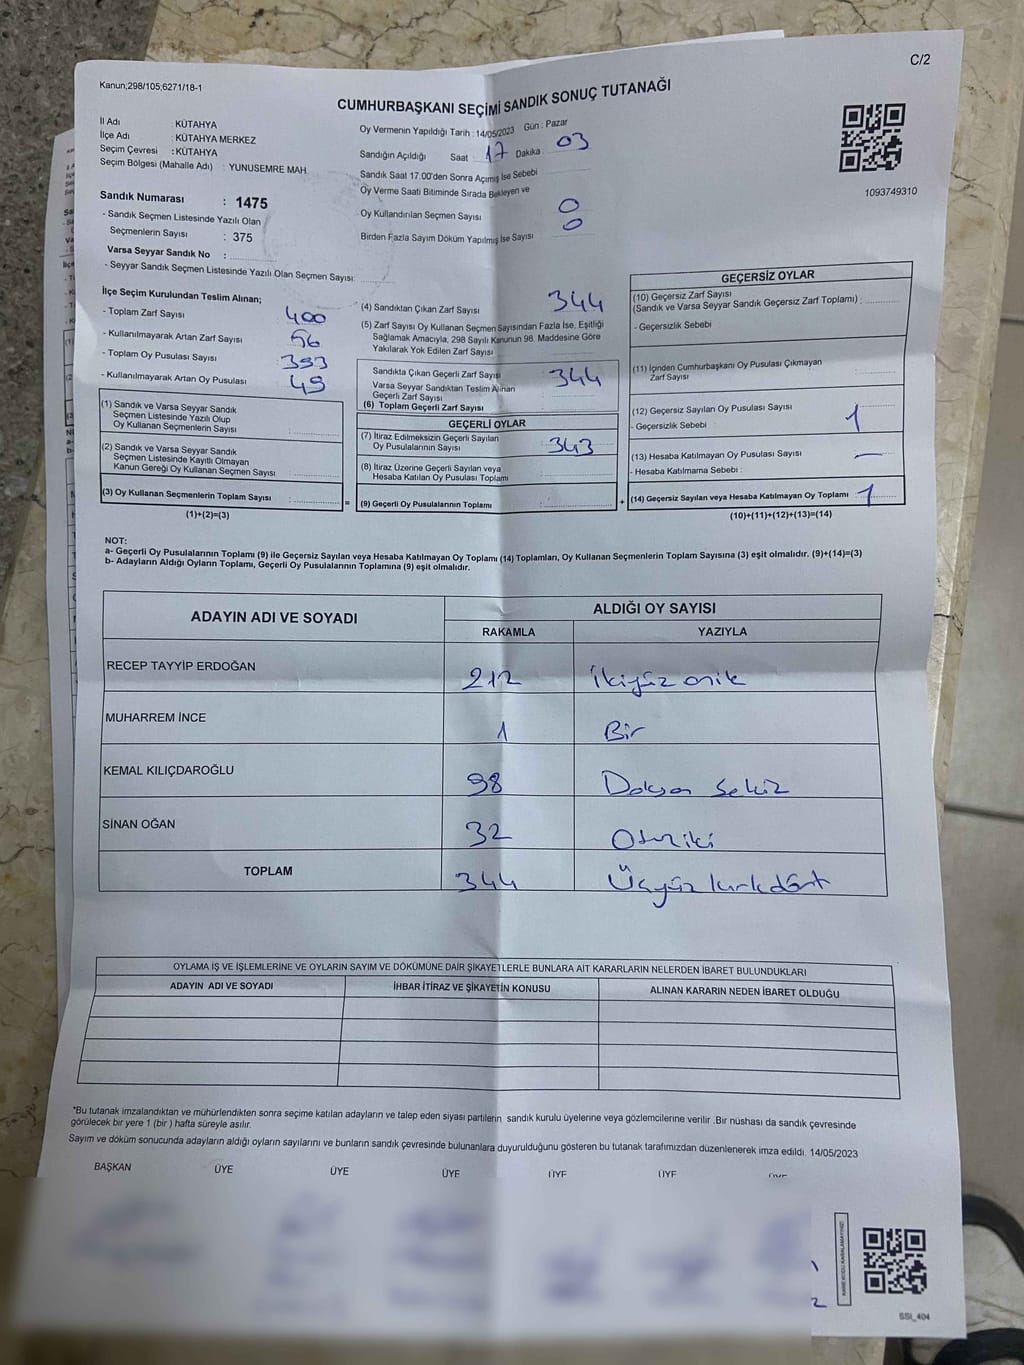 C/2
Kanun;298/105;6271/18-1
CUMHURBAŞKANI SEÇİMİ SANDIK SONUÇ TUTANAĞI
İl Adı : KÜTAHYA
İlçe Adı : KÜTAHYA MERKEZ
Seçim Çevresi : KÜTAHYA
Seçim Bölgesi (Mahalle Adı) : YUNUSEMRE MAH.
Sandık Numarası : 1475
- Sandık Seçmen Listesinde Yazılı Olan
Seçmenlerin Sayısı : 375
Varsa Seyyar Sandık No :
- Seyyar Sandık Seçmen Listesinde Yazılı Olan Seçmen Sayısı:
Oy Vermenin Yapıldığı Tarih : 14/05/2023 Gün : Pazar
Sandığın Açıldığı Saat : 17 Dakika : 03
Sandık Saat 17.00'den Sonra Açımış İse Sebebi
Oy Verme Saati Bitiminde Sırada Bekleyen ve
Oy Kullandırılan Seçmen Sayısı 0
Birden Fazla Sayım Döküm Yapılmış İse Sayısı 0
1093749310
İlçe Seçim Kurulundan Teslim Alınan;
- Toplam Zarf Sayısı 400
- Kullanılmayarak Artan Zarf Sayısı 56
- Toplam Oy Pusulası Sayısı 393
- Kullanılmayarak Artan Oy Pusulası 49
(1) Sandık ve Varsa Seyyar Sandık
Seçmen Listesinde Yazılı Olup
Oy Kullanan Seçmenlerin Sayısı :
(2) Sandık ve Varsa Seyyar Sandık
Seçmen Listesinde Kayıtlı Olmayan
Kanun Gereği Oy Kullanan Seçmen Sayısı :
(3) Oy Kullanan Seçmenlerin Toplam Sayısı :
(1)+(2)=(3)
=
(4) Sandıktan Çıkan Zarf Sayısı 344
(5) Zarf Sayısı Oy Kullanan Seçmen Sayısından Fazla İse, Eşitliği
Sağlamak Amacıyla, 298 Sayılı Kanunun 98. Maddesine Göre
Yakılarak Yok Edilen Zarf Sayısı
Sandıkta Çıkan Geçerli Zarf Sayısı 344
Varsa Seyyar Sandıktan Teslim Alınan
Geçerli Zarf Sayısı
(6) Toplam Geçerli Zarf Sayısı
GEÇERLİ OYLAR
(7) İtiraz Edilmeksizin Geçerli Sayılan
Oy Pusulalarının Sayısı 343
(8) İtiraz Üzerine Geçerli Sayılan veya
Hesaba Katılan Oy Pusulası Toplamı
(9) Geçerli Oy Pusulalarının Toplamı
+
GEÇERSİZ OYLAR
(10) Geçersiz Zarf Sayısı
(Sandık ve Varsa Seyyar Sandık Geçersiz Zarf Toplamı) :
- Geçersizlik Sebebi :
(11) İçinden Cumhurbaşkanı Oy Pusulası Çıkmayan
Zarf Sayısı
(12) Geçersiz Sayılan Oy Pusulası Sayısı 1
- Geçersizlik Sebebi :
(13) Hesaba Katılmayan Oy Pusulası Sayısı —
- Hesaba Katılmama Sebebi :
(14) Geçersiz Sayılan veya Hesaba Katılmayan Oy Toplamı 1
(10)+(11)+(12)+(13)=(14)
NOT:
a- Geçerli Oy Pusulalarının Toplamı (9) ile Geçersiz Sayılan veya Hesaba Katılmayan Oy Toplamı (14) Toplamları, Oy Kullanan Seçmenlerin Toplam Sayısına (3) eşit olmalıdır. (9)+(14)=(3)
b- Adayların Aldığı Oyların Toplamı, Geçerli Oy Pusulalarının Toplamına (9) eşit olmalıdır.
ADAYIN ADI VE SOYADI
ALDIĞI OY SAYISI
RAKAMLA YAZIYLA
RECEP TAYYİP ERDOĞAN 212 İkiyüz onik
MUHARREM İNCE 1 Bir
KEMAL KILIÇDAROĞLU 98 Doksan Sekiz
SİNAN OĞAN 32 Otuziki
TOPLAM 344 Üçyüz kırkdört
OYLAMA İŞ VE İŞLEMLERİNE VE OYLARIN SAYIM VE DÖKÜMÜNE DAİR ŞİKAYETLERLE BUNLARA AİT KARARLARIN NELERDEN İBARET BULUNDUKLARI
ADAYIN ADI VE SOYADI İHBAR İTİRAZ VE ŞİKAYETİN KONUSU ALINAN KARARIN NEDEN İBARET OLDUĞU
*Bu tutanak imzalandıktan ve mühürlendikten sonra seçime katılan adayların ve talep eden siyasi partilerin sandık kurulu üyelerine veya gözlemcilerine verilir .Bir nüshası da sandık çevresinde
görülecek bir yere 1 (bir ) hafta süreyle asılır.
Sayım ve döküm sonucunda adayların aldığı oyların sayılarını ve bunların sandık çevresinde bulunanlara duyurulduğunu gösteren bu tutanak tarafımızdan düzenlenerek imza edildi. 14/05/2023
BAŞKAN ÜYE ÜYE ÜYE ÜYE ÜYE
KARE KODU KARALAMAYINIZ!
SSI_404